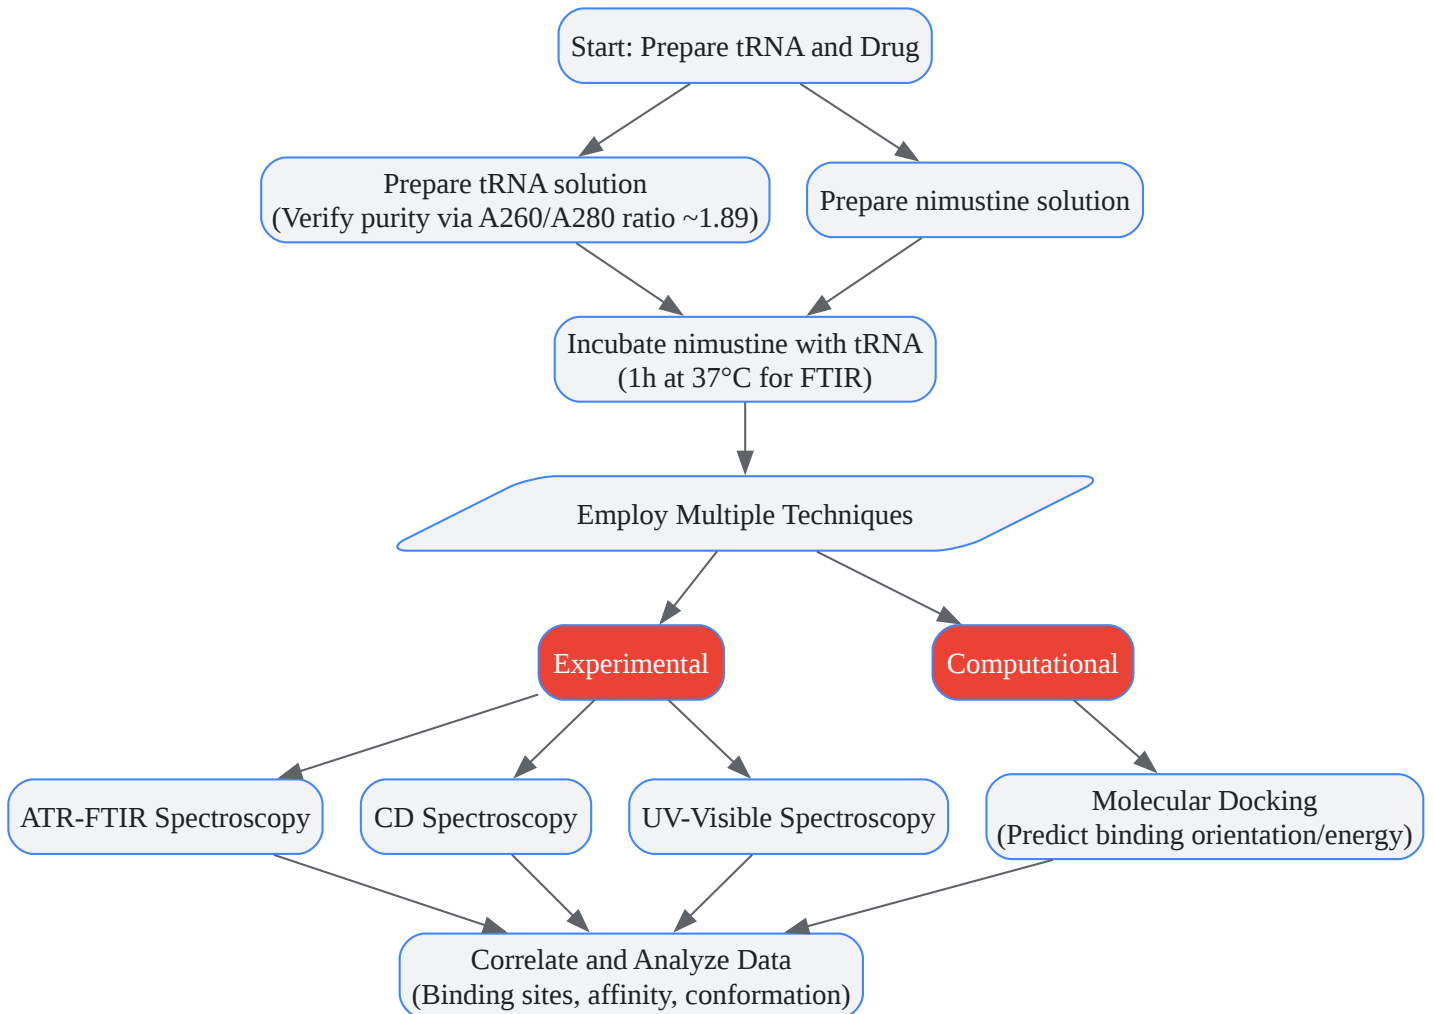 Start: Prepare tRNA and Drug
Prepare tRNA solution
(Verify purity via A260/A280 ratio ~1.89)
Prepare nimustine solution
Incubate nimustine with tRNA
(1h at 37°C for FTIR)
Employ Multiple Techniques
Experimental
Computational
ATR-FTIR Spectroscopy
CD Spectroscopy
UV-Visible Spectroscopy
Molecular Docking
(Predict binding orientation/energy)
Correlate and Analyze Data
(Binding sites, affinity, conformation)